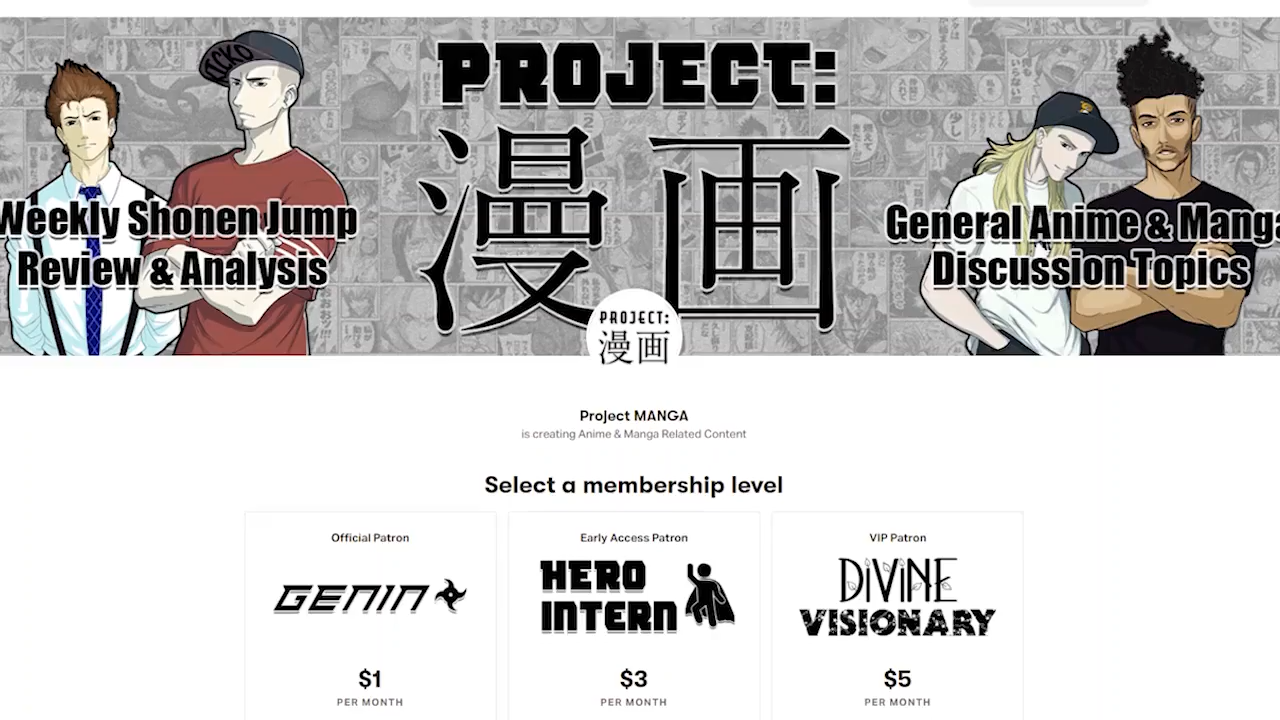 PROJECT:
漫画
RICKO
Weekly Shonen Jump
Review & Analysis
General Anime & Manga
Discussion Topics
PROJECT:
漫画
Project MANGA
is creating Anime & Manga Related Content
Select a membership level
Official Patron
GENIN
$1
PER MONTH
Early Access Patron
HERO
INTERN
$3
PER MONTH
VIP Patron
DIVINE
VISIONARY
$5
PER MONTH